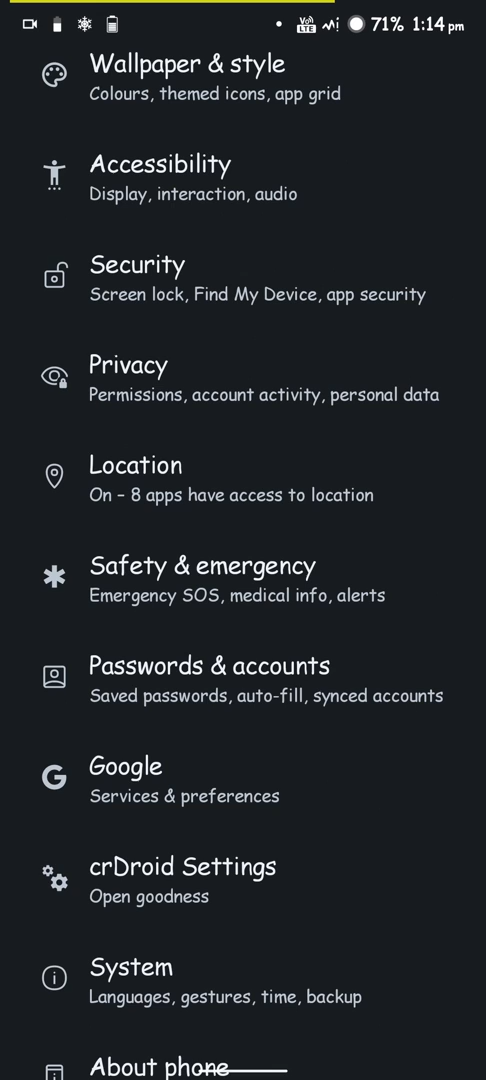 Vo)) LTE 71% 1:14 pm
Wallpaper & style
Colours, themed icons, app grid
Accessibility
Display, interaction, audio
Security
Screen lock, Find My Device, app security
Privacy
Permissions, account activity, personal data
Location
On – 8 apps have access to location
Safety & emergency
Emergency SOS, medical info, alerts
Passwords & accounts
Saved passwords, auto-fill, synced accounts
Google
Services & preferences
crDroid Settings
Open goodness
System
Languages, gestures, time, backup
About phone